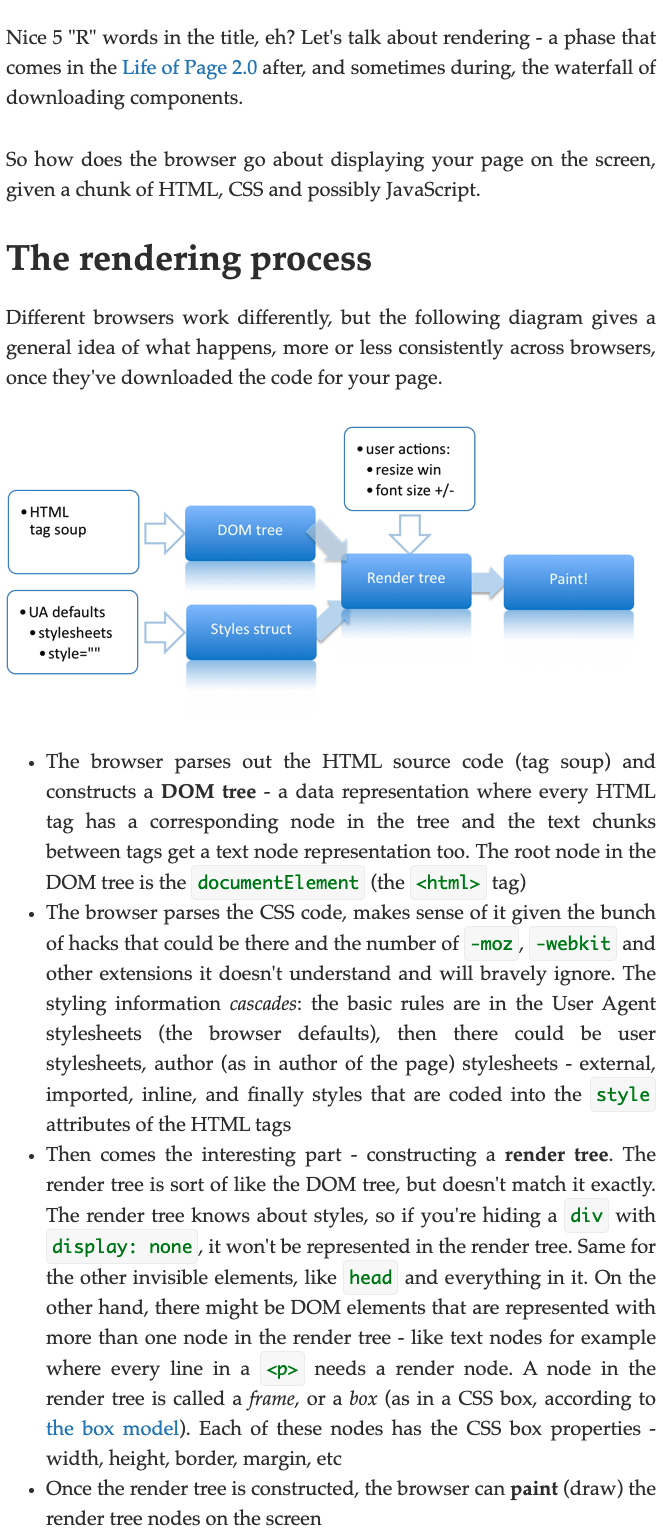 Nice 5 "R" words in the title, eh? Let's talk about rendering - a phase that
comes in the Life of Page 2.0 after, and sometimes during, the waterfall of
downloading components.
So how does the browser go about displaying your page on the screen,
given a chunk of HTML, CSS and possibly JavaScript.
The rendering process
Different browsers work differently, but the following diagram gives a
general idea of what happens, more or less consistently across browsers,
once they've downloaded the code for your page.
• user actions:
• resize win
• font size +/-
• HTML
tag soup
DOM tree
Render tree
Paint!
• UA defaults
• stylesheets
• style=""
Styles struct
• The browser parses out the HTML source code (tag soup) and
constructs a DOM tree - a data representation where every HTML
tag has a corresponding node in the tree and the text chunks
between tags get a text node representation too. The root node in the
DOM tree is the documentElement (the <html> tag)
• The browser parses the CSS code, makes sense of it given the bunch
of hacks that could be there and the number of -moz, -webkit and
other extensions it doesn't understand and will bravely ignore. The
styling information cascades: the basic rules are in the User Agent
stylesheets (the browser defaults), then there could be user
stylesheets, author (as in author of the page) stylesheets - external,
imported, inline, and finally styles that are coded into the style
attributes of the HTML tags
• Then comes the interesting part - constructing a render tree. The
render tree is sort of like the DOM tree, but doesn't match it exactly.
The render tree knows about styles, so if you're hiding a div with
display: none, it won't be represented in the render tree. Same for
the other invisible elements, like head and everything in it. On the
other hand, there might be DOM elements that are represented with
more than one node in the render tree - like text nodes for example
where every line in a <p> needs a render node. A node in the
render tree is called a frame, or a box (as in a CSS box, according to
the box model). Each of these nodes has the CSS box properties -
width, height, border, margin, etc
• Once the render tree is constructed, the browser can paint (draw) the
render tree nodes on the screen